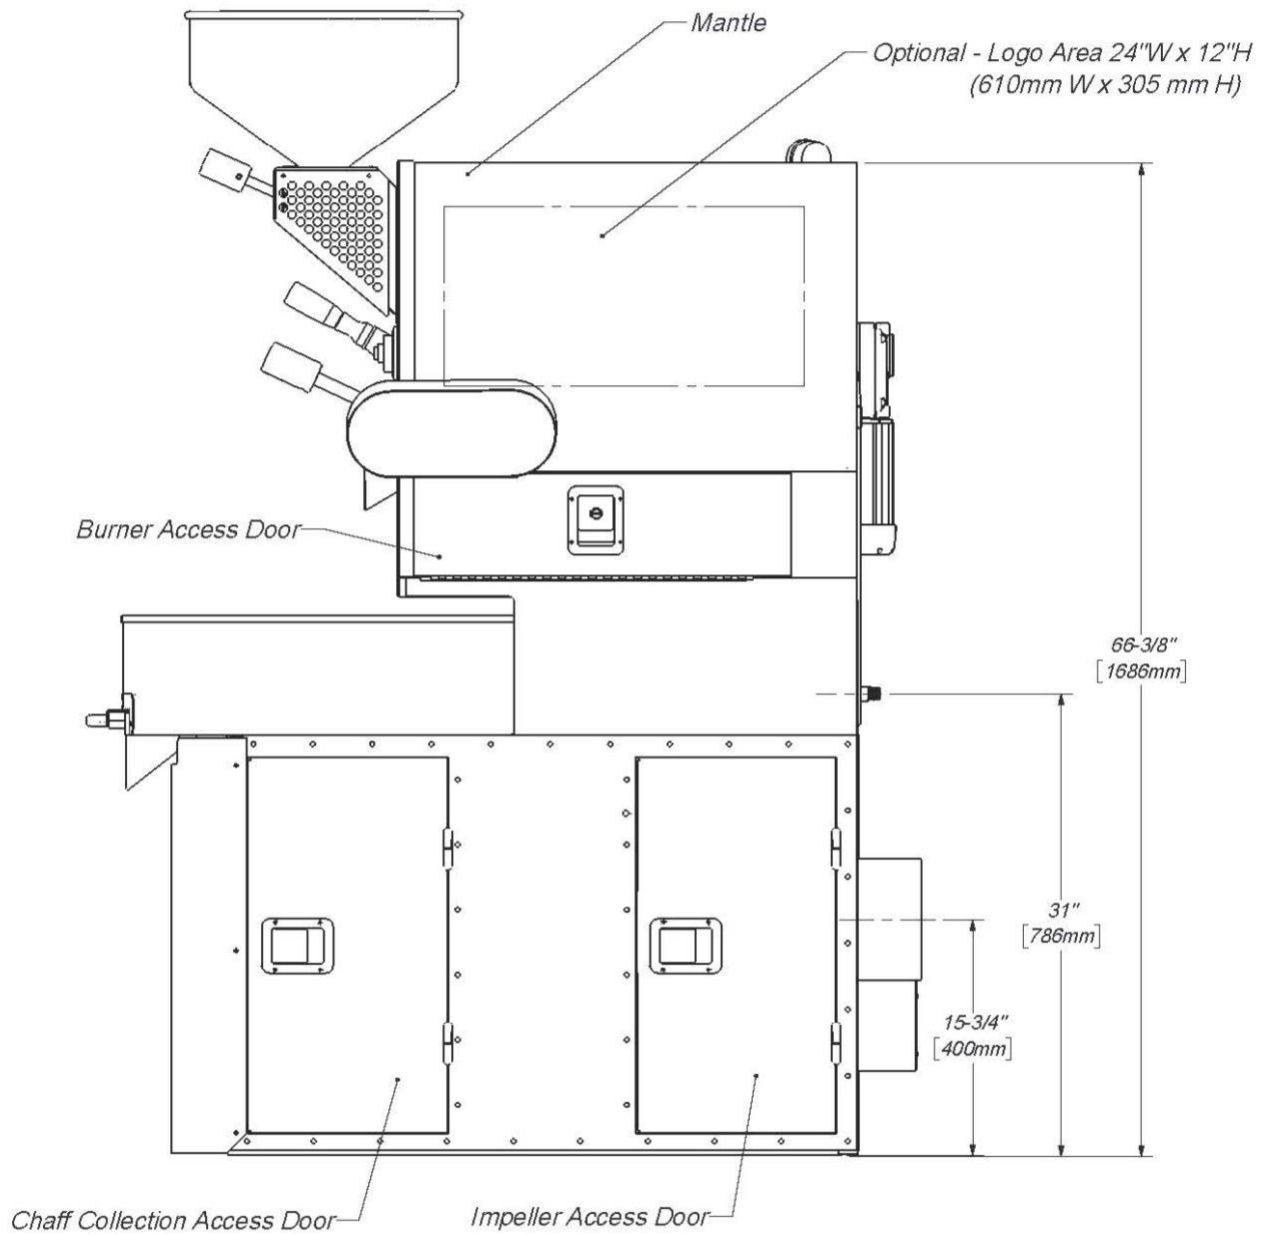 Mantle
Optional - Logo Area 24"W x 12"H
(610mm W x 305 mm H)
Burner Access Door
66-3/8"
[1686mm]
31"
[786mm]
15-3/4"
[400mm]
Chaff Collection Access Door
Impeller Access Door